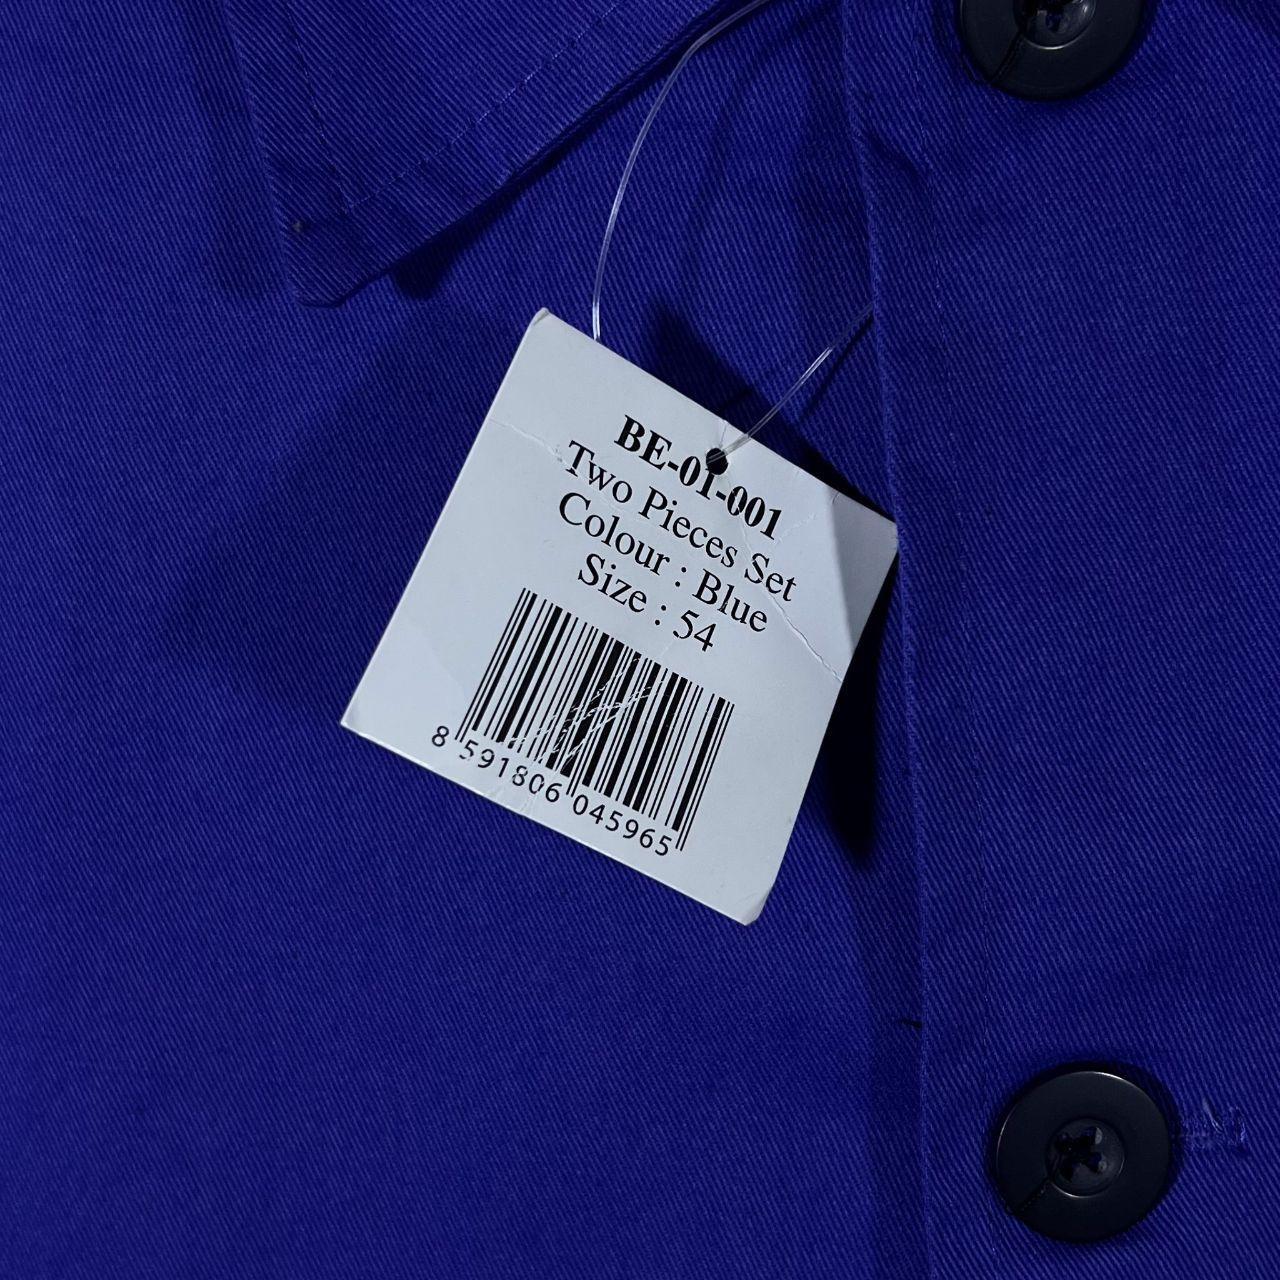 BE-01-001
Two Pieces Set
Colour : Blue
Size : 54
8 591806 045965